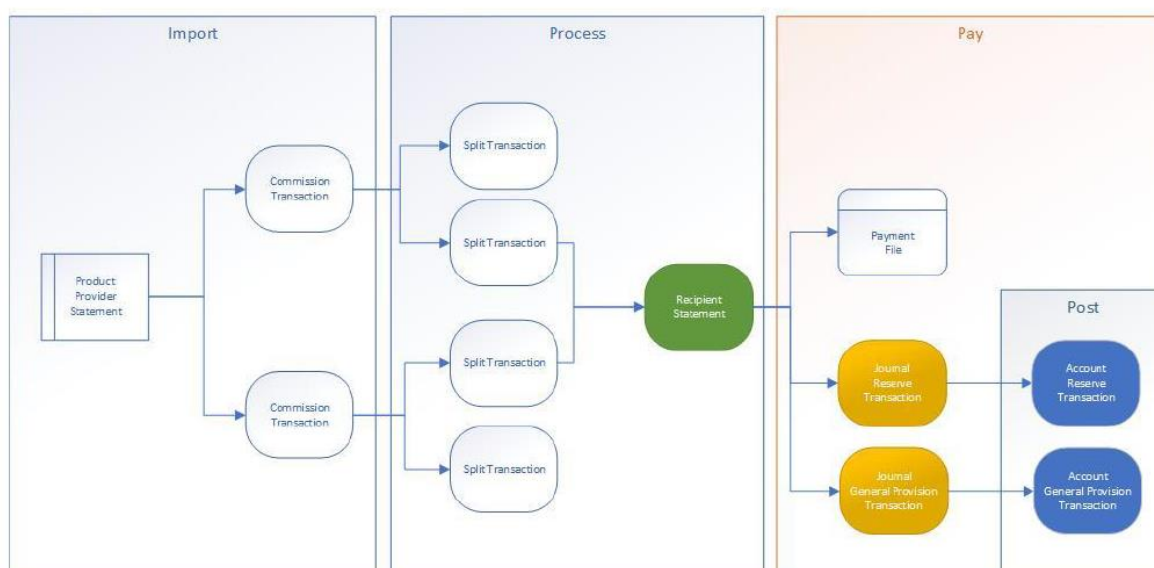 Import
Process
Pay
Split Transaction
Commission
Transaction
Split Transaction
Payment
File
Product
Provider
Statement
Recipient
Statement
Post
Split Transaction
Journal
Reserve
Transaction
Account
Reserve
Transaction
Commission
Transaction
Split Transaction
Journal
General Provision
Transaction
Account
General Provision
Transaction